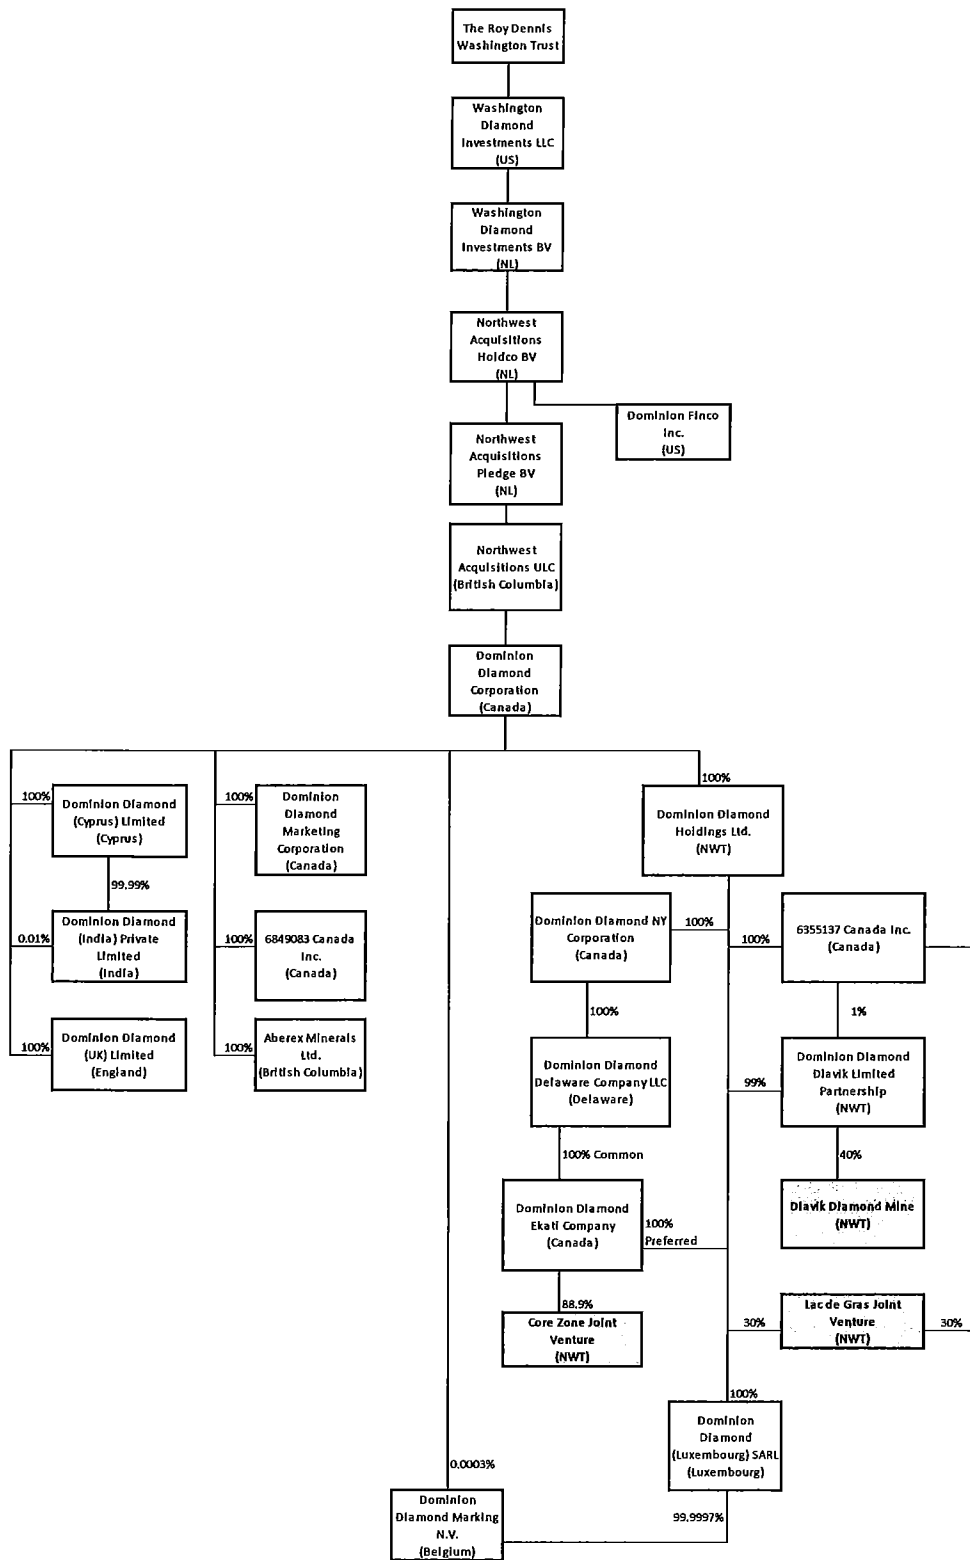 The Roy Dennis
Washington Trust
Washington
Diamond
Investments LLC
(US)
Washington
Diamond
Investments BV
(NL)
Northwest
Acquisitions
Holdco BV
(NL)
Dominion Finco
Inc.
(US)
Northwest
Acquisitions
Pledge BV
(NL)
Northwest
Acquisitions ULC
(British Columbia)
Dominion
Diamond
Corporation
(Canada)
100%
Dominion Diamond
(Cyprus) Limited
(Cyprus)
99.99%
0.01%
Dominion Diamond
(India) Private
Limited
(India)
100%
Dominion Diamond
(UK) Limited
(England)
100%
Dominion
Diamond
Marketing
Corporation
(Canada)
100%
6849083 Canada
Inc.
(Canada)
100%
Aberex Minerals
Ltd.
(British Columbia)
100%
Dominion Diamond
Holdings Ltd.
(NWT)
Dominion Diamond NY
Corporation
(Canada)
100%
100%
6355137 Canada Inc.
(Canada)
100%
1%
Dominion Diamond
Delaware Company LLC
(Delaware)
99%
Dominion Diamond
Diavik Limited
Partnership
(NWT)
100% Common
40%
Dominion Diamond
Ekati Company
(Canada)
100%
Preferred
Diavik Diamond Mine
(NWT)
88.9%
Core Zone Joint
Venture
(NWT)
30%
Lac de Gras Joint
Venture
(NWT)
30%
100%
Dominion
Diamond
(Luxembourg) SARL
(Luxembourg)
0.0003%
99.9997%
Dominion
Diamond Marking
N.V.
(Belgium)